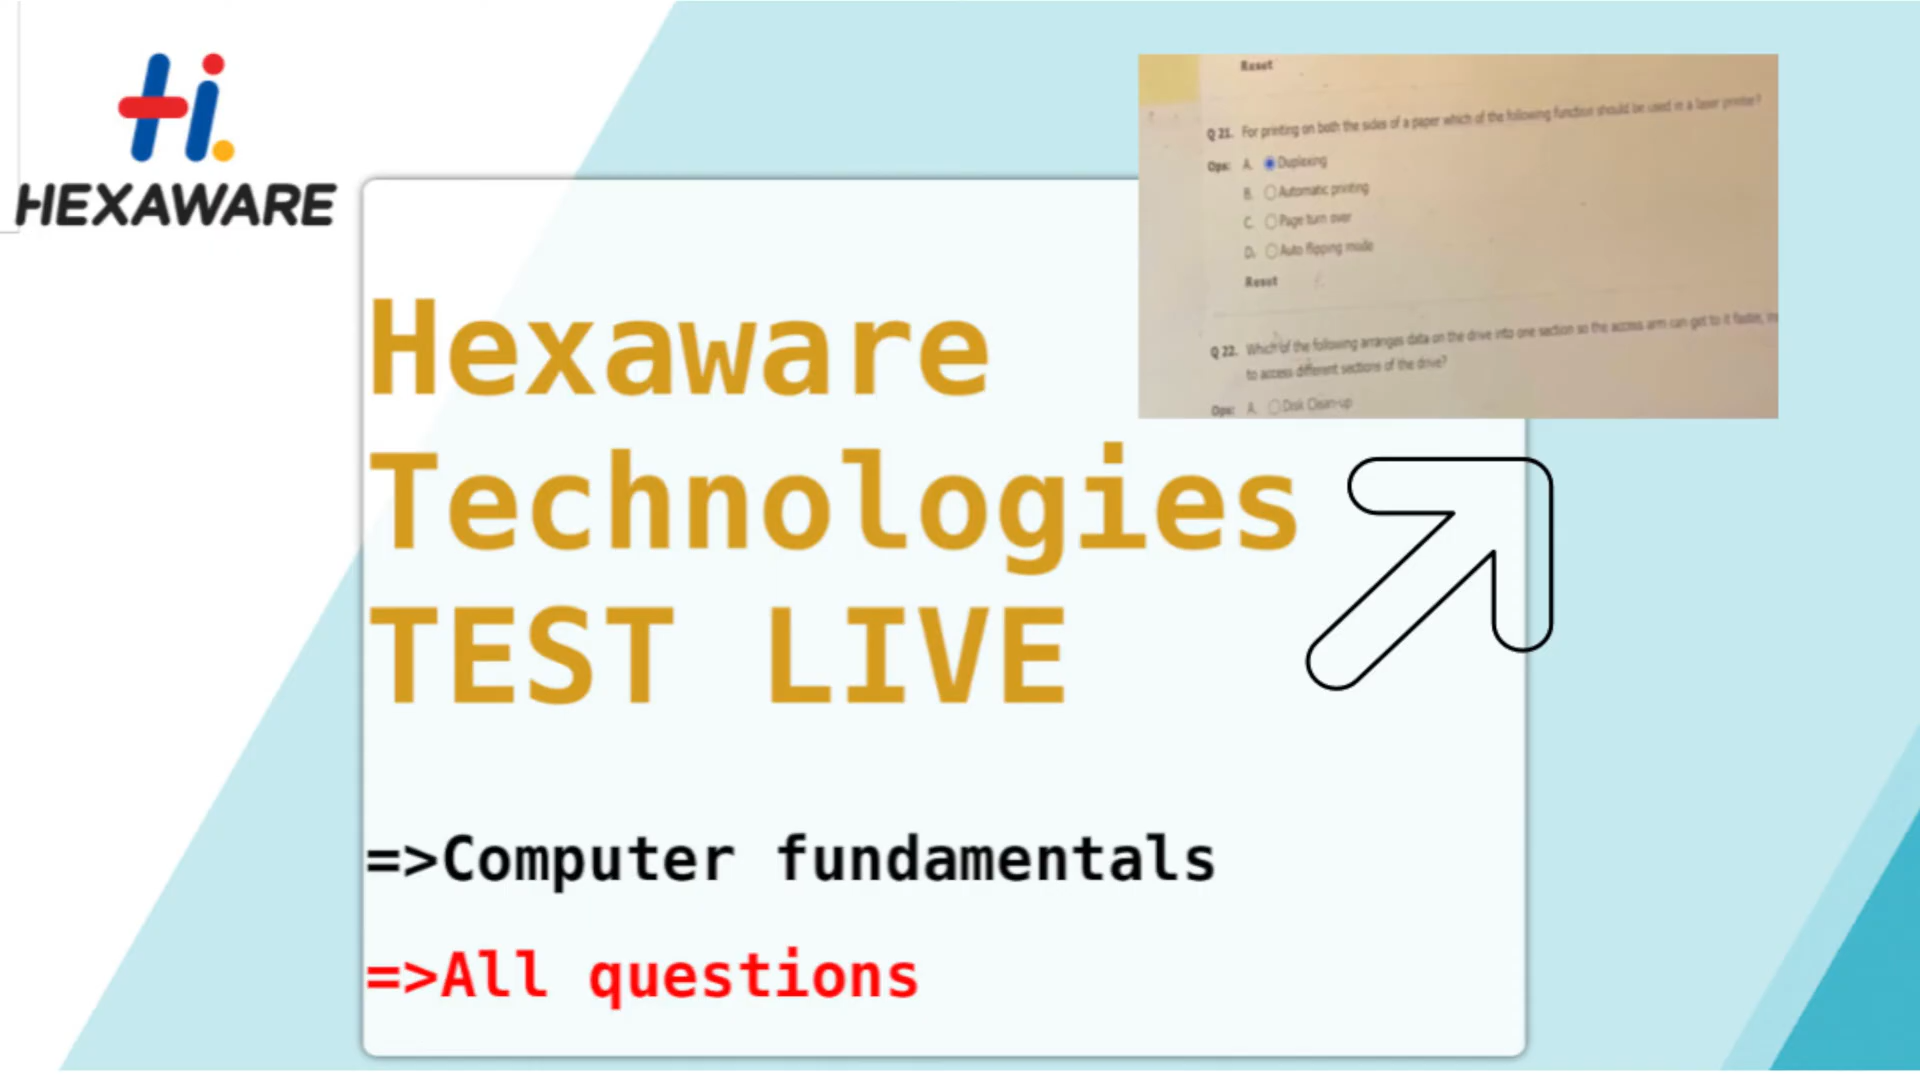 HEXAWARE
Reset
Q 21. For printing on both the sides of a paper which of the following function should be used in a laser printer?
Ops: A. Duplexing
B. Automatic printing
C. Page turn over
D. Auto flipping mode
Reset
Q 22. Which of the following arranges data on the drive into one section so the access arm can get to it faster,
to access different sections of the drive?
Ops: A. Disk Clean-up
Hexaware
Technologies
TEST LIVE
=>Computer fundamentals
=>All questions